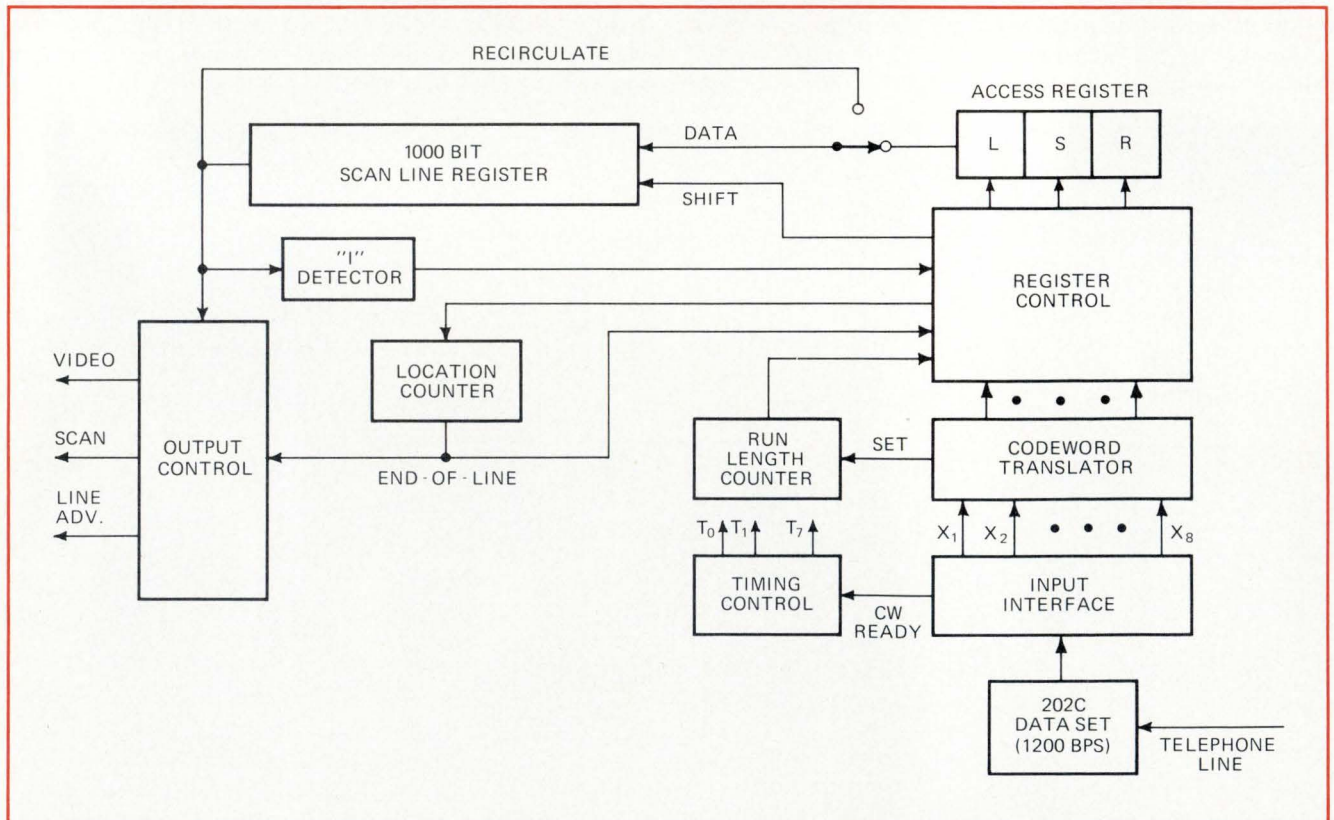 RECIRCULATE
ACCESS REGISTER
L S R
DATA
1000 BIT
SCAN LINE REGISTER
SHIFT
"I"
DETECTOR
REGISTER
CONTROL
VIDEO
SCAN
LINE
ADV.
OUTPUT
CONTROL
LOCATION
COUNTER
END-OF-LINE
RUN
LENGTH
COUNTER
SET
CODEWORD
TRANSLATOR
T₀ T₁ T₇
X₁ X₂ X₈
TIMING
CONTROL
CW
READY
INPUT
INTERFACE
202C
DATA SET
(1200 BPS)
TELEPHONE
LINE